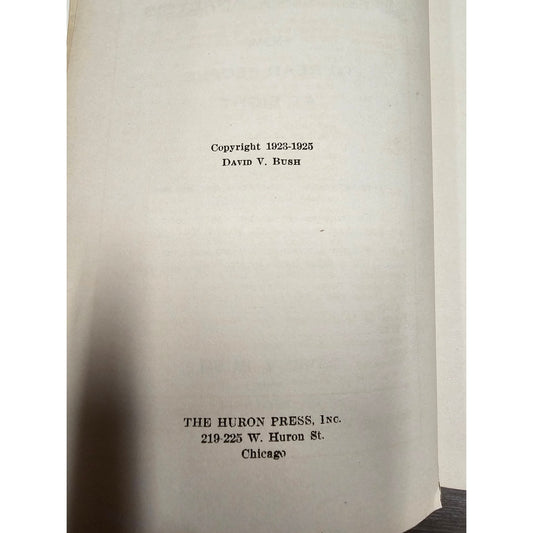 Copyright 1923-1925
DAVID V. BUSH
THE HURON PRESS, INC.
219-225 W. Huron St.
Chicago